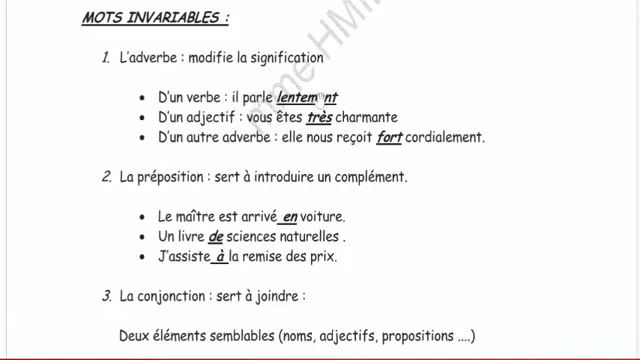 MOTS INVARIABLES :
1. L'adverbe : modifie la signification
• D'un verbe : il parle lentement
• D'un adjectif : vous êtes très charmante
• D'un autre adverbe : elle nous reçoit fort cordialement.
2. La préposition : sert à introduire un complément.
• Le maître est arrivé en voiture.
• Un livre de sciences naturelles .
• J'assiste à la remise des prix.
3. La conjonction : sert à joindre :
Deux éléments semblables (noms, adjectifs, propositions ....)